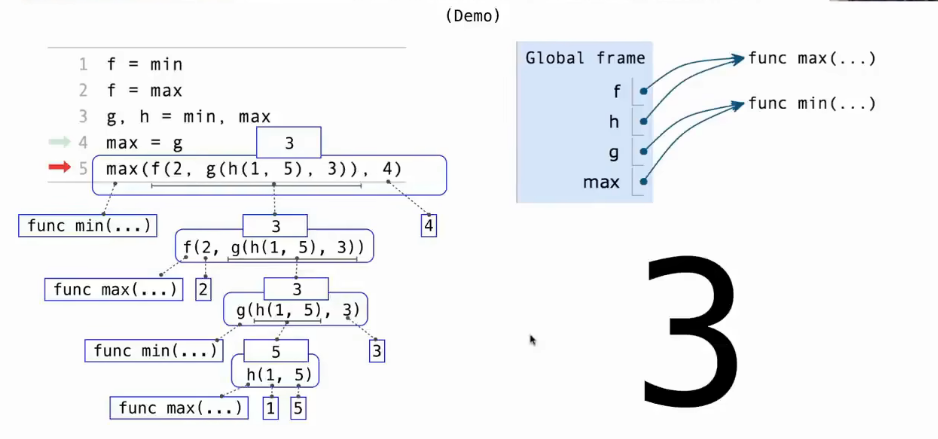 (Demo)
1 f = min
2 f = max
3 g, h = min, max
4 max = g
3
5 max(f(2, g(h(1, 5), 3)), 4)
func min(...)
3
4
f(2, g(h(1, 5), 3))
func max(...)
2
3
g(h(1, 5), 3)
func min(...)
5
3
h(1, 5)
func max(...)
1
5
Global frame
f
h
g
max
func max(...)
func min(...)
3